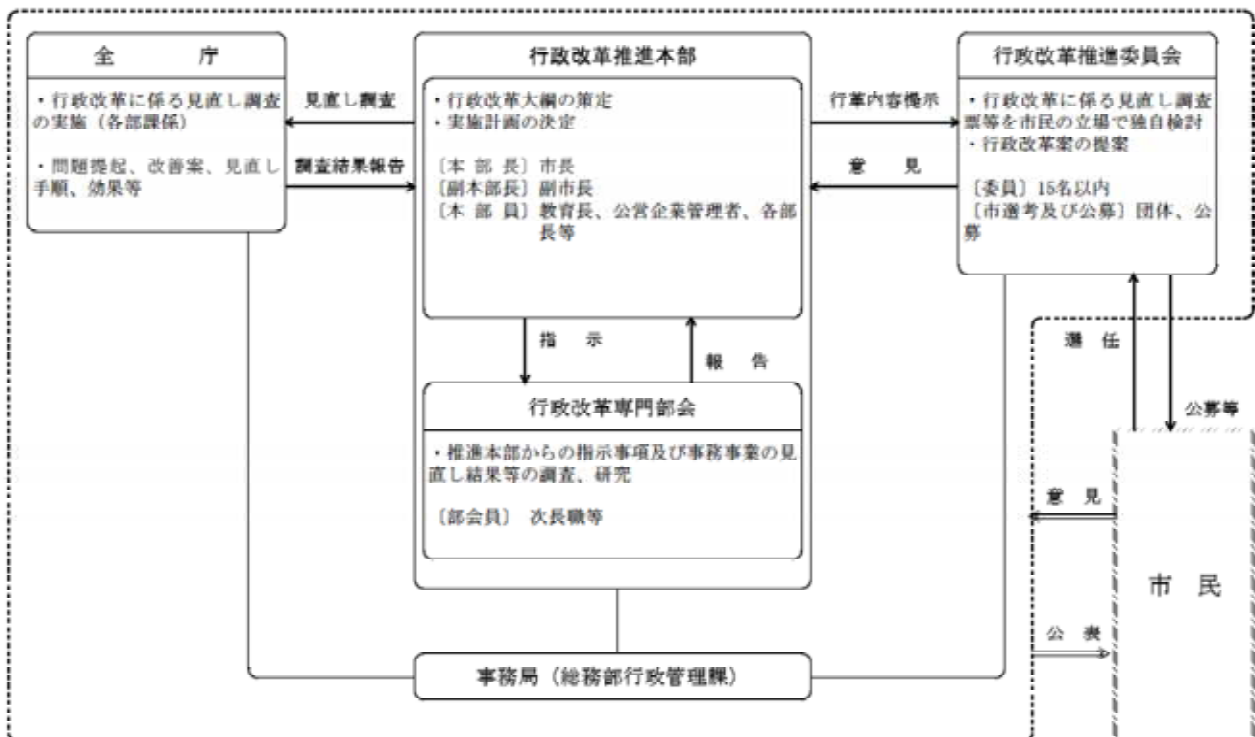 全　　　庁
・行政改革に係る見直し調査
の実施（各部課係）
・問題提起、改善案、見直し
手順、効果等
見直し調査
調査結果報告
行政改革推進本部
・行政改革大綱の策定
・実施計画の決定
〔本 部 長〕市長
〔副本部長〕副市長
〔本 部 員〕教育長、公営企業管理者、各部
長等
行革内容提示
意　見
行政改革推進委員会
・行政改革に係る見直し調査
票等を市民の立場で独自検討
・行政改革案の提案
〔委員〕15名以内
〔市選考及び公募〕団体、公
募
指　示
報　告
行政改革専門部会
・推進本部からの指示事項及び事務事業の見
直し結果等の調査、研究
〔部会員〕　次長職等
選　任
公募等
意　見
公　表
市　民
事務局（総務部行政管理課）